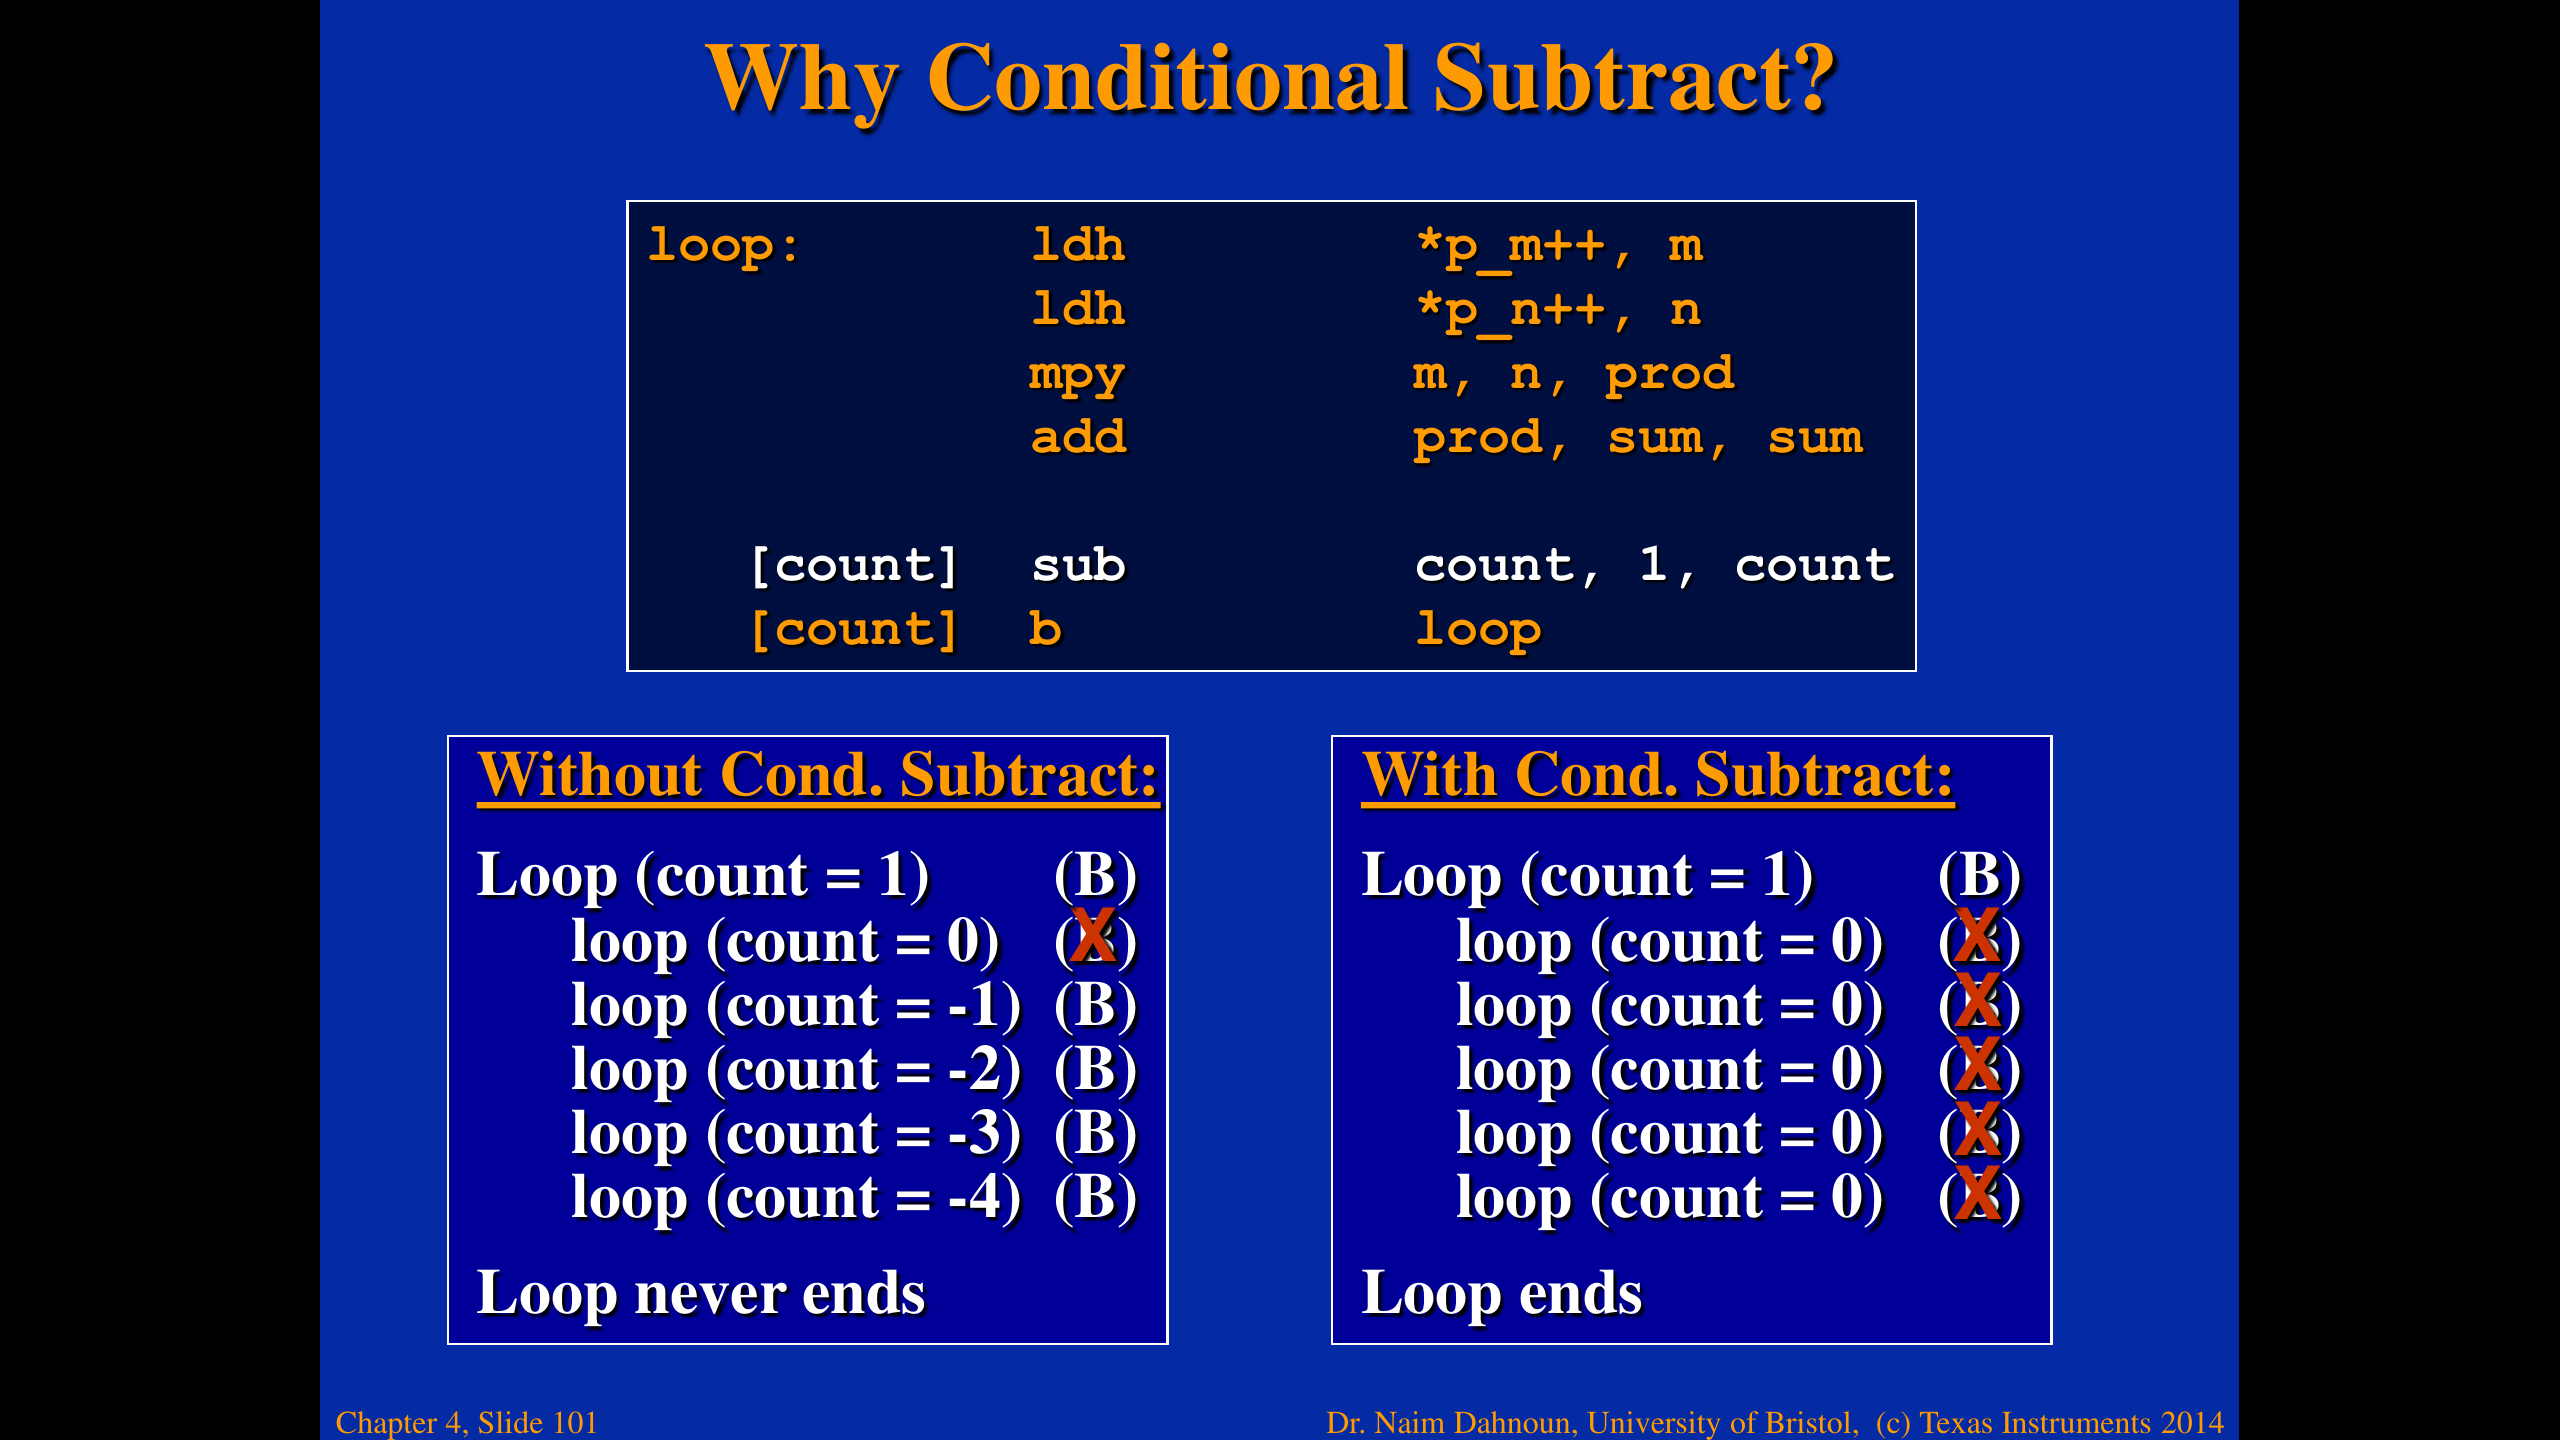 Why Conditional Subtract?
loop: ldh *p_m++, m
ldh *p_n++, n
mpy m, n, prod
add prod, sum, sum
[count] sub count, 1, count
[count] b loop
Without Cond. Subtract:
Loop (count = 1) (B)
loop (count = 0) (B) X
loop (count = -1) (B)
loop (count = -2) (B)
loop (count = -3) (B)
loop (count = -4) (B)
Loop never ends
With Cond. Subtract:
Loop (count = 1) (B)
loop (count = 0) (B) X
loop (count = 0) (B) X
loop (count = 0) (B) X
loop (count = 0) (B) X
loop (count = 0) (B) X
Loop ends
Chapter 4, Slide 101
Dr. Naim Dahnoun, University of Bristol, (c) Texas Instruments 2014